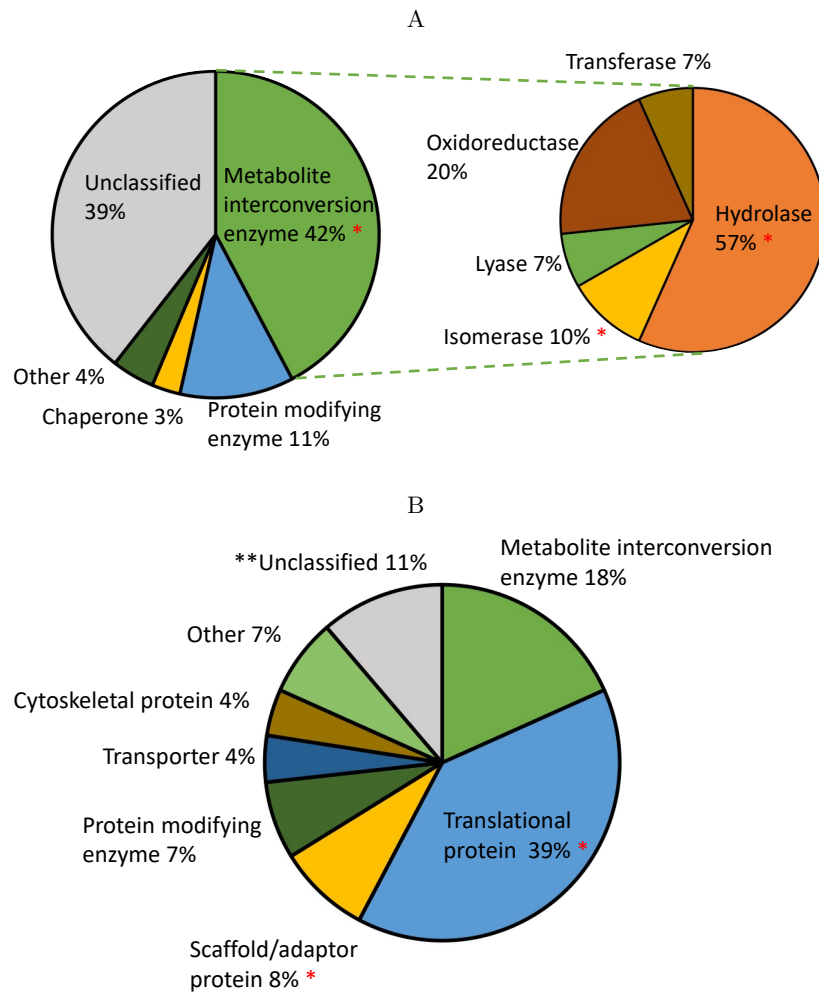 A
Transferase 7%
Oxidoreductase
20%
Unclassified
39%
Metabolite
interconversion
enzyme 42% *
Hydrolase
57% *
Lyase 7%
Isomerase 10% *
Other 4%
Chaperone 3%
Protein modifying
enzyme 11%
B
**Unclassified 11%
Metabolite interconversion
enzyme 18%
Other 7%
Cytoskeletal protein 4%
Transporter 4%
Protein modifying
enzyme 7%
Translational
protein 39% *
Scaffold/adaptor
protein 8% *